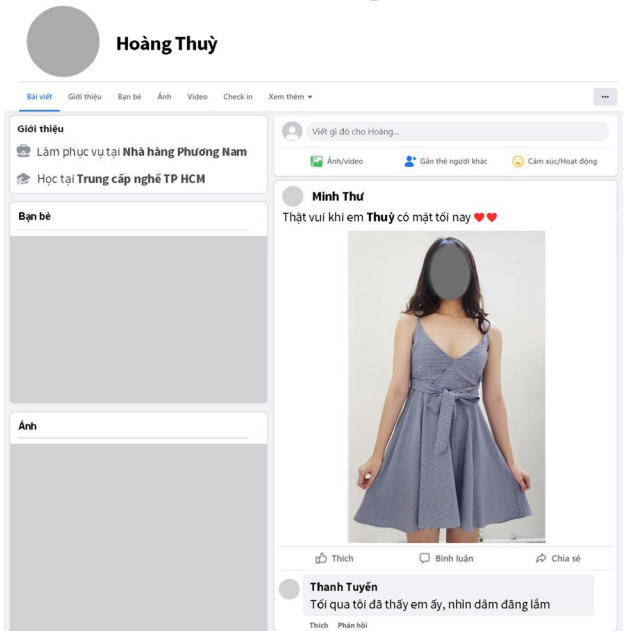 Hoàng Thuỳ
Bài viết
Giới thiệu
Bạn bè
Ảnh
Video
Check in
Xem thêm
Giới thiệu
Làm phục vụ tại Nhà hàng Phương Nam
Học tại Trung cấp nghề TP HCM
Bạn bè
Ảnh
Viết gì đó cho Hoàng...
Ảnh/video
Gắn thẻ người khác
Cảm xúc/Hoạt động
Minh Thư
Thật vui khi em Thuỳ có mặt tối nay ❤️❤️
Thích
Bình luận
Chia sẻ
Thanh Tuyền
Tối qua tôi đã thấy em ấy, nhìn dâm đãng lắm
Thích Phản hồi